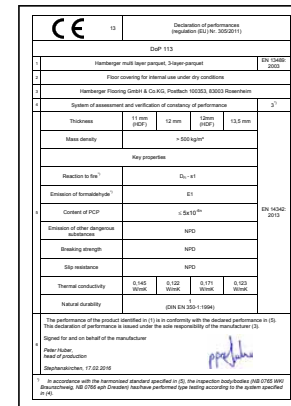 CE
13
Declaration of performances
(regulation (EU) Nr. 305/2011)
DoP 113
1
Hamberger multi layer parquet, 3-layer-parquet
EN 13489:
2003
2
Floor covering for internal use under dry conditions
3
Hamberger Flooring GmbH & Co.KG, Postfach 100353, 83003 Rosenheim
4
System of assessment and verification of constancy of performance
3¹⁾
Thickness
11 mm
(HDF)
12 mm
12mm
(HDF)
13,5 mm
Mass density
> 500 kg/m³
Key properties
Reaction to fire¹⁾
Dfl - s1
Emission of formaldehyde¹⁾
E1
5
Content of PCP
≤ 5x10⁻⁶
EN 14342:
2013
Emission of other dangerous
substances
NPD
Breaking strength
NPD
Slip resistance
NPD
Thermal conductivity
0,145
W/mK
0,122
W/mK
0,171
W/mK
0,123
W/mK
Natural durability
1
(DIN EN 350-1:1994)
6
The performance of the product identified in (1) is in conformity with the declared performance in (5).
This declaration of performance is issued under the sole responsibility of the manufacturer (3).
Signed for and on behalf of the manufacturer
Peter Huber,
head of production
Stephanskirchen, 17.02.2016
¹⁾ In accordance with the harmonised standard specified in (5), the inspection body/bodies (NB 0765 WKI
Braunschweig, NB 0766 eph Dresden) has/have performed type testing according to the system specified
in (4).